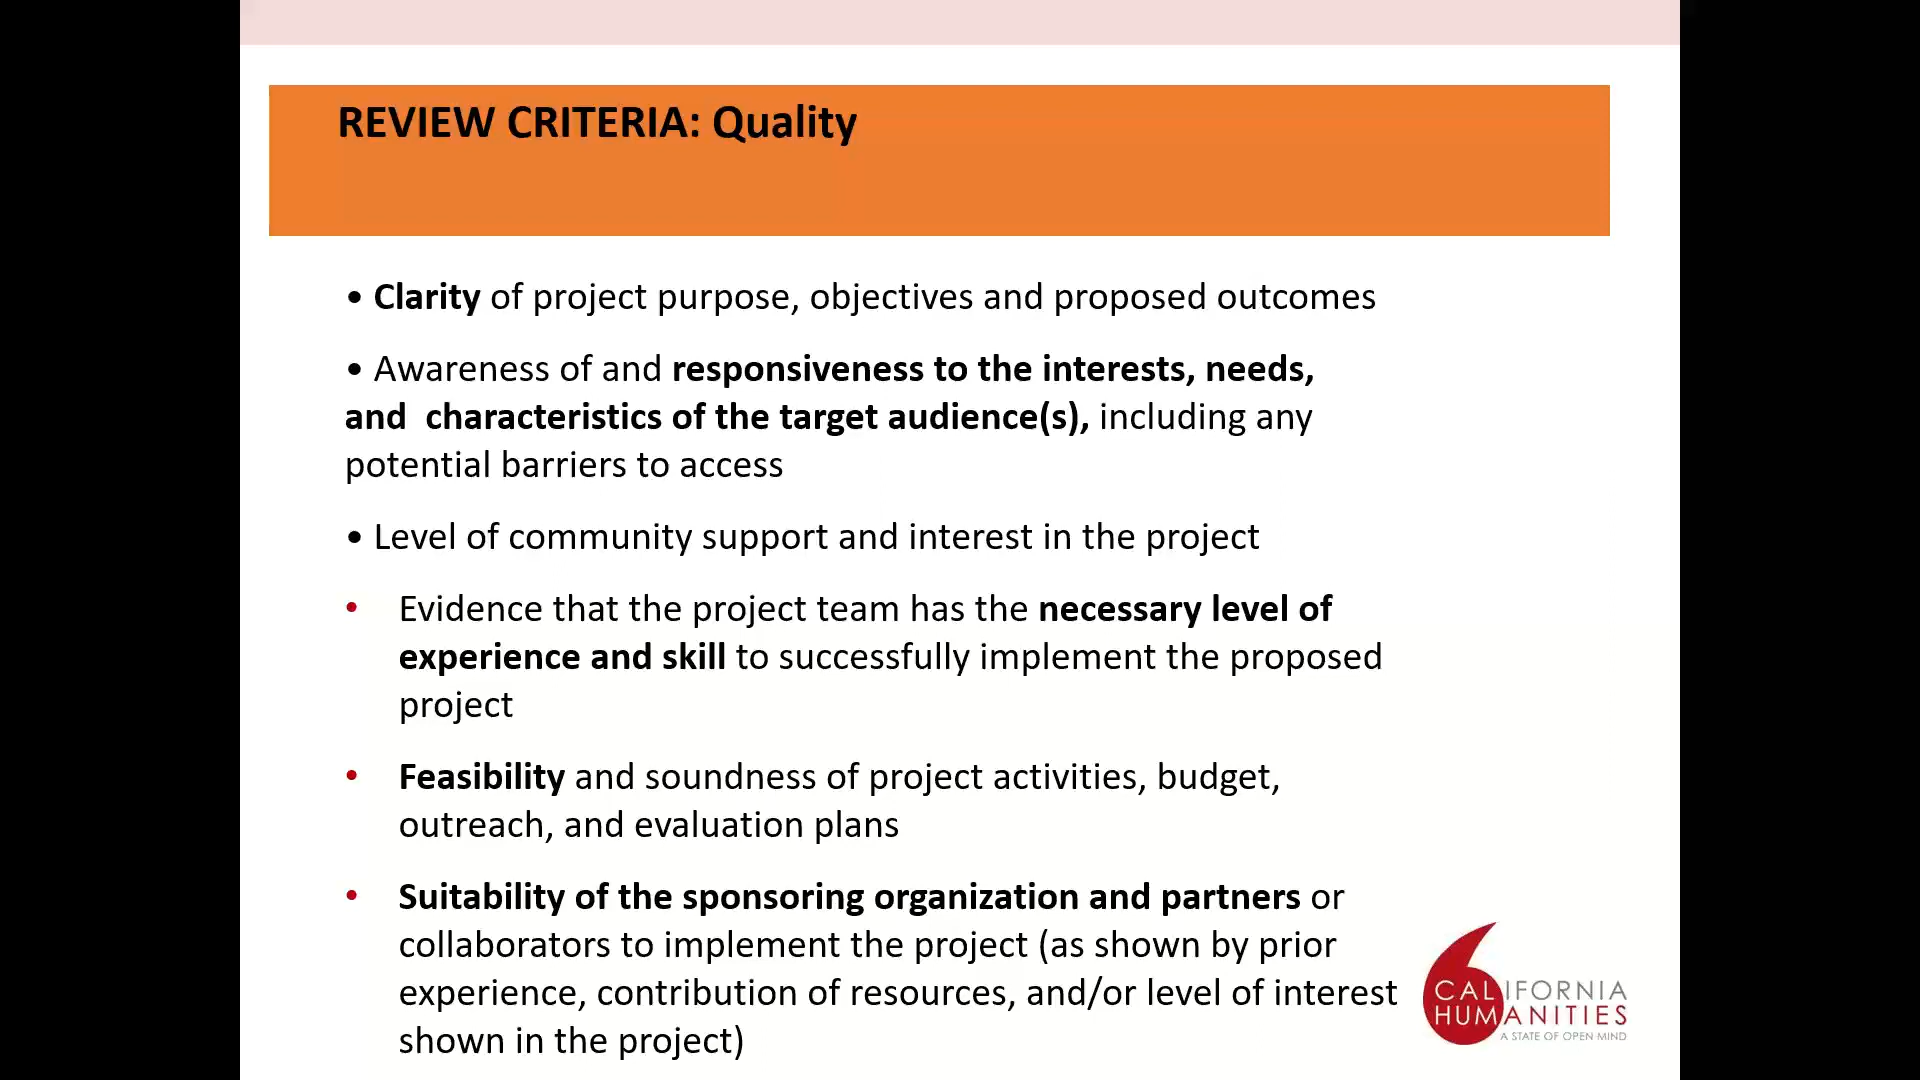 REVIEW CRITERIA: Quality
• Clarity of project purpose, objectives and proposed outcomes
• Awareness of and responsiveness to the interests, needs,
and  characteristics of the target audience(s), including any
potential barriers to access
• Level of community support and interest in the project
• Evidence that the project team has the necessary level of
experience and skill to successfully implement the proposed
project
• Feasibility and soundness of project activities, budget,
outreach, and evaluation plans
• Suitability of the sponsoring organization and partners or
collaborators to implement the project (as shown by prior
experience, contribution of resources, and/or level of interest
shown in the project)
CALIFORNIA
HUMANITIES
A STATE OF OPEN MIND